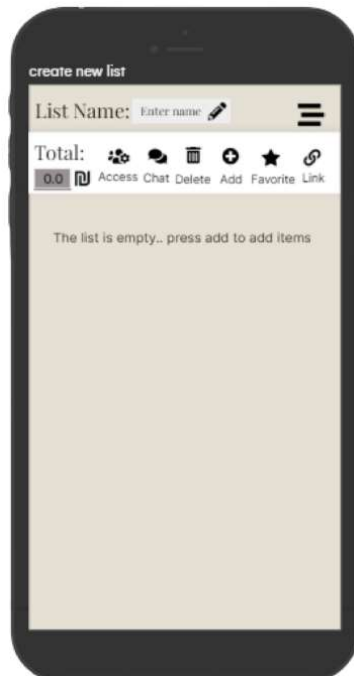 create new list
List Name: Enter name
Total:
0.0 ₪
Access Chat Delete Add Favorite Link
The list is empty.. press add to add items